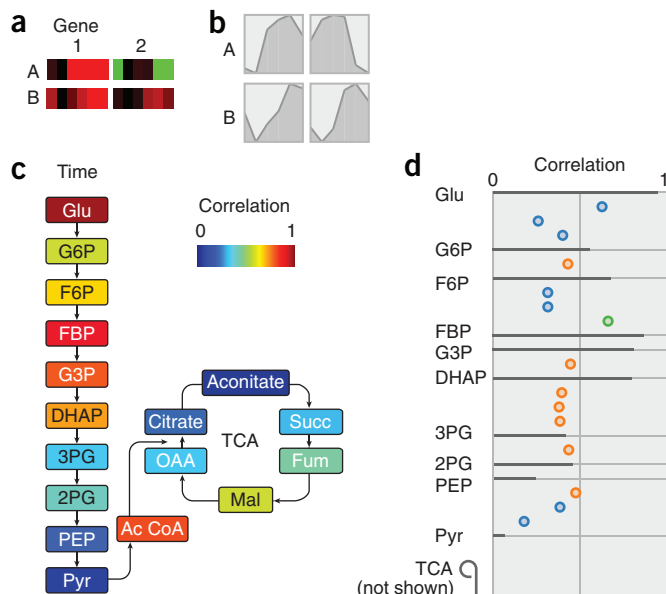 a
Gene
1 2
A
B
b
A
B
c
Time
Glu
G6P
F6P
FBP
G3P
DHAP
3PG
2PG
PEP
Pyr
Correlation
0 1
Aconitate
Citrate
Succ
TCA
OAA
Fum
Mal
Ac CoA
d
Correlation
0 1
Glu
G6P
F6P
FBP
G3P
DHAP
3PG
2PG
PEP
Pyr
TCA
(not shown)